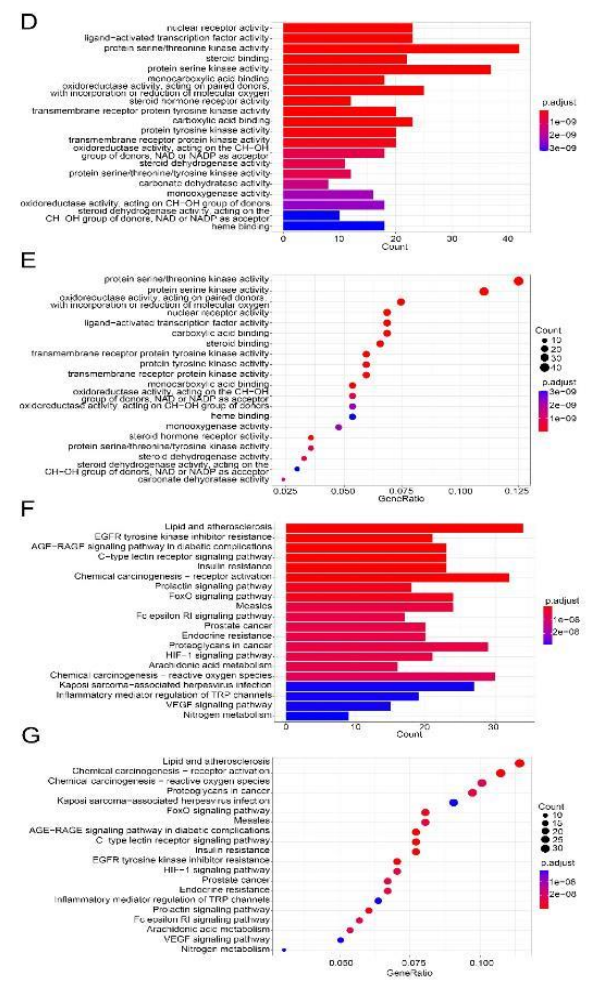 D
nuclear receptor activity
ligand−activated transcription factor activity
protein serine/threonine kinase activity
steroid binding
protein serine kinase activity
monocarboxylic acid binding
oxidoreductase activity, acting on paired donors,
with incorporation or reduction of molecular oxygen
steroid hormone receptor activity
transmembrane receptor protein tyrosine kinase activity
carboxylic acid binding
protein tyrosine kinase activity
transmembrane receptor protein kinase activity
oxidoreductase activity, acting on the CH−OH
group of donors, NAD or NADP as acceptor
steroid dehydrogenase activity
protein serine/threonine/tyrosine kinase activity
carbonate dehydratase activity
monooxygenase activity
oxidoreductase activity, acting on CH−OH group of donors
steroid dehydrogenase activity, acting on the
CH−OH group of donors, NAD or NADP as acceptor
heme binding
0 10 20 30 40
Count
p.adjust
1e−09
2e−09
3e−09
E
protein serine/threonine kinase activity
protein serine kinase activity
oxidoreductase activity, acting on paired donors,
with incorporation or reduction of molecular oxygen
nuclear receptor activity
ligand−activated transcription factor activity
carboxylic acid binding
steroid binding
transmembrane receptor protein tyrosine kinase activity
protein tyrosine kinase activity
transmembrane receptor protein kinase activity
monocarboxylic acid binding
oxidoreductase activity, acting on the CH−OH
group of donors, NAD or NADP as acceptor
oxidoreductase activity, acting on CH−OH group of donors
heme binding
monooxygenase activity
steroid hormone receptor activity
protein serine/threonine/tyrosine kinase activity
steroid dehydrogenase activity
steroid dehydrogenase activity, acting on the
CH−OH group of donors, NAD or NADP as acceptor
carbonate dehydratase activity
0.025 0.050 0.075 0.100 0.125
GeneRatio
Count
10
20
30
40
p.adjust
3e−09
2e−09
1e−09
F
Lipid and atherosclerosis
EGFR tyrosine kinase inhibitor resistance
AGE−RAGE signaling pathway in diabetic complications
C−type lectin receptor signaling pathway
Insulin resistance
Chemical carcinogenesis − receptor activation
Prolactin signaling pathway
FoxO signaling pathway
Measles
Fc epsilon RI signaling pathway
Prostate cancer
Endocrine resistance
Proteoglycans in cancer
HIF−1 signaling pathway
Arachidonic acid metabolism
Chemical carcinogenesis − reactive oxygen species
Kaposi sarcoma−associated herpesvirus infection
Inflammatory mediator regulation of TRP channels
VEGF signaling pathway
Nitrogen metabolism
0 10 20 30
Count
p.adjust
1e−08
2e−08
G
Lipid and atherosclerosis
Chemical carcinogenesis − receptor activation
Chemical carcinogenesis − reactive oxygen species
Proteoglycans in cancer
Kaposi sarcoma−associated herpesvirus infection
FoxO signaling pathway
Measles
AGE−RAGE signaling pathway in diabetic complications
C−type lectin receptor signaling pathway
Insulin resistance
EGFR tyrosine kinase inhibitor resistance
HIF−1 signaling pathway
Prostate cancer
Endocrine resistance
Inflammatory mediator regulation of TRP channels
Prolactin signaling pathway
Fc epsilon RI signaling pathway
Arachidonic acid metabolism
VEGF signaling pathway
Nitrogen metabolism
0.050 0.075 0.100
GeneRatio
Count
10
15
20
25
30
p.adjust
1e−08
2e−08